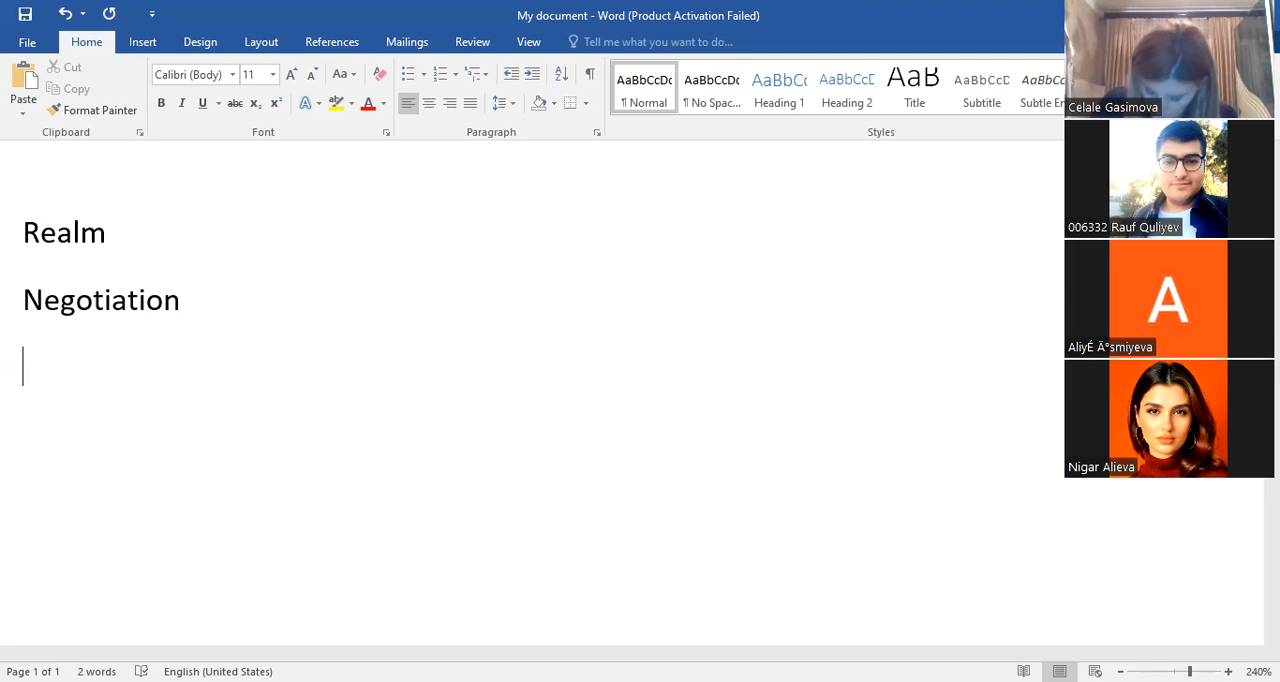 My document - Word (Product Activation Failed)
File Home Insert Design Layout References Mailings Review View Tell me what you want to do...
Paste
Cut
Copy
Format Painter
Clipboard
Calibri (Body) 11
Font
Paragraph
AaBbCcDc AaBbCcDc AaBbC( AaBbCcD AaB AaBbCcD AaBbCc
¶ Normal ¶ No Spac... Heading 1 Heading 2 Title Subtitle Subtle Em
Styles
Realm
Negotiation
Celale Gasimova
006332 Rauf Quliyev
A
AliyÉ Ä°smiyeva
Nigar Alieva
Page 1 of 1 2 words English (United States) 240%